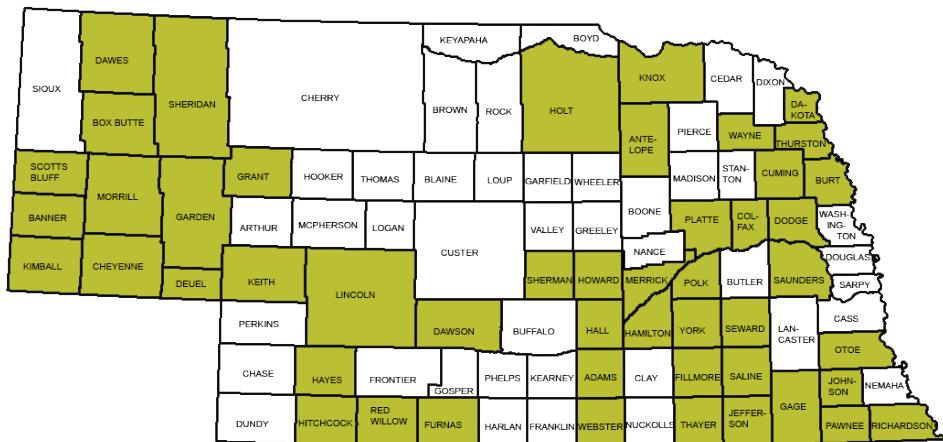 KEYAPAHA
BOYD
SIOUX
DAWES
SHERIDAN
CHERRY
BROWN
ROCK
HOLT
KNOX
CEDAR
DIXON
DA-
KOTA
BOX BUTTE
ANTE-
LOPE
PIERCE
WAYNE
THURSTON
SCOTTS
BLUFF
MORRILL
GARDEN
GRANT
HOOKER
THOMAS
BLAINE
LOUP
GARFIELD
WHEELER
MADISON
STAN-
TON
CUMING
BURT
BANNER
ARTHUR
MCPHERSON
LOGAN
CUSTER
VALLEY
GREELEY
BOONE
PLATTE
COL-
FAX
DODGE
WASH-
ING-
TON
NANCE
KIMBALL
CHEYENNE
DEUEL
KEITH
LINCOLN
SHERMAN
HOWARD
MERRICK
POLK
BUTLER
SAUNDERS
DOUGLAS
SARPY
PERKINS
DAWSON
BUFFALO
HALL
HAMILTON
YORK
SEWARD
LAN-
CASTER
CASS
OTOE
CHASE
HAYES
FRONTIER
GOSPER
PHELPS
KEARNEY
ADAMS
CLAY
FILLMORE
SALINE
GAGE
JOHN-
SON
NEMAHA
DUNDY
HITCHCOCK
RED
WILLOW
FURNAS
HARLAN
FRANKLIN
WEBSTER
NUCKOLLS
THAYER
JEFFER-
SON
PAWNEE
RICHARDSON